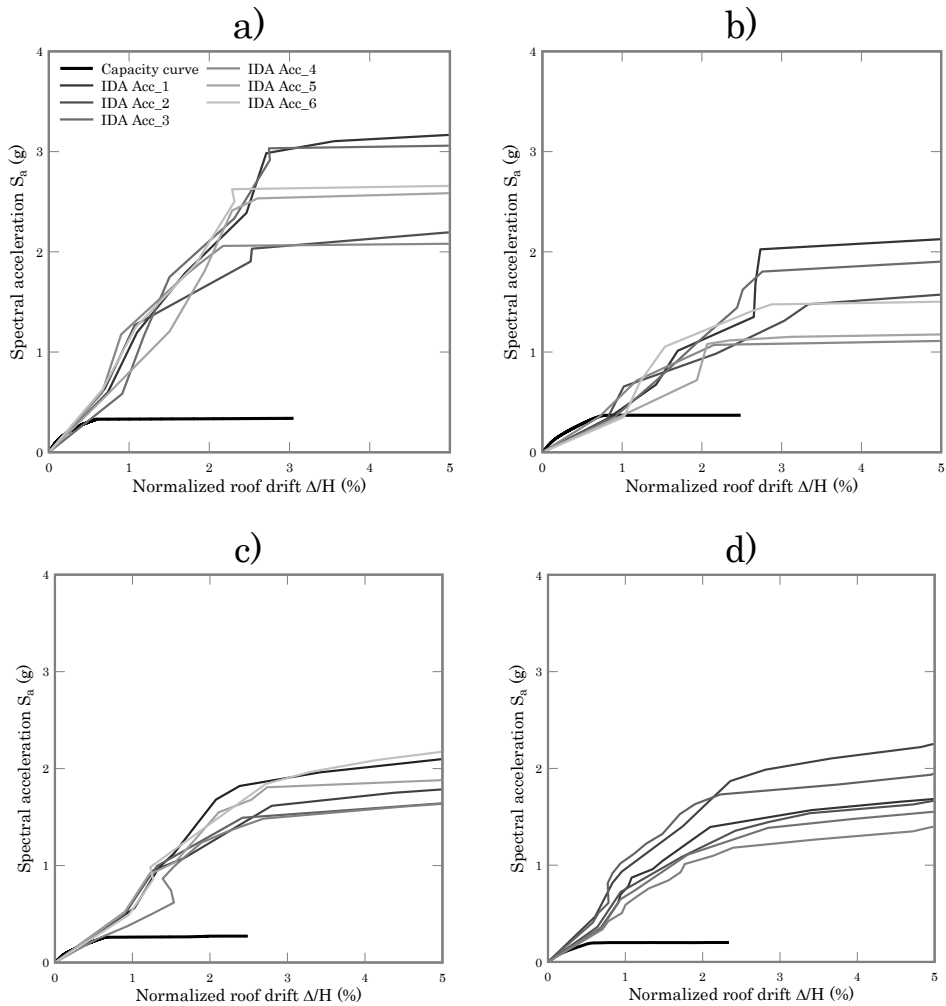 a)
4
3
2
1
0
0 1 2 3 4 5
Spectral acceleration Sa (g)
Normalized roof drift Δ/H (%)
Capacity curve
IDA Acc_1
IDA Acc_2
IDA Acc_3
IDA Acc_4
IDA Acc_5
IDA Acc_6
b)
4
3
2
1
0
0 1 2 3 4 5
Spectral acceleration Sa (g)
Normalized roof drift Δ/H (%)
c)
4
3
2
1
0
0 1 2 3 4 5
Spectral acceleration Sa (g)
Normalized roof drift Δ/H (%)
d)
4
3
2
1
0
0 1 2 3 4 5
Spectral acceleration Sa (g)
Normalized roof drift Δ/H (%)